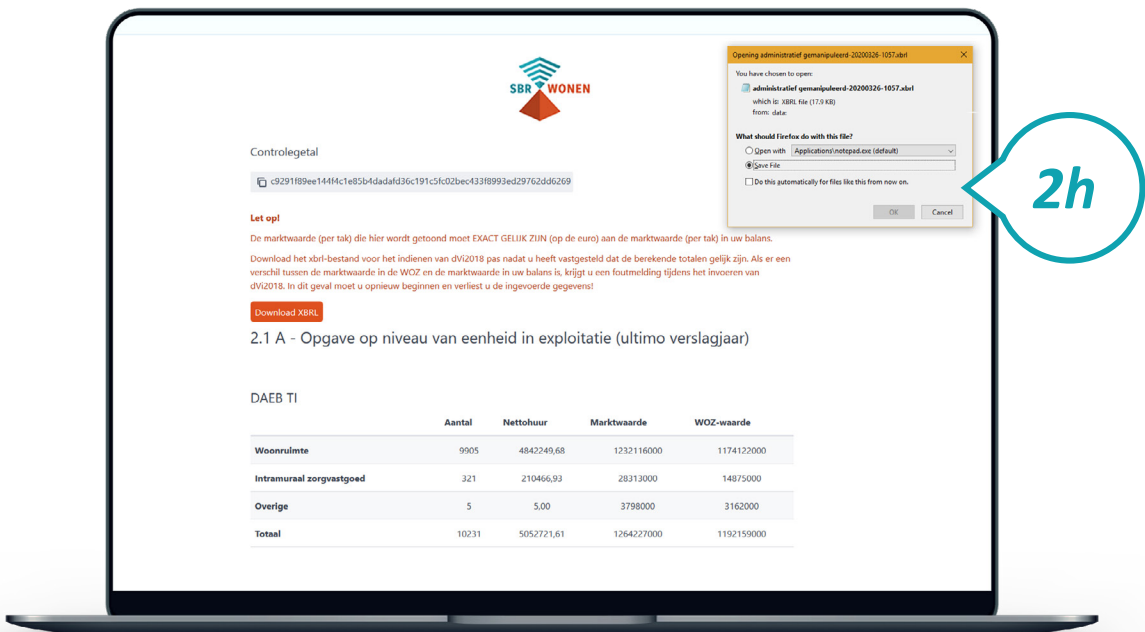 SBR WONEN
Opening administratief gemanipuleerd-20200326-1057.xbrl
You have chosen to open:
administratief gemanipuleerd-20200326-1057.xbrl
which is: XBRL file (17.9 KB)
from: data:
What should Firefox do with this file?
Open with Applications\notepad.exe (default)
Save File
Do this automatically for files like this from now on.
OK Cancel
2h
Controlegetal
c9291f89ee144f4c1e85b4dadafd36c191c5fc02bec433f8993ed29762dd6269
Let op!
De marktwaarde (per tak) die hier wordt getoond moet EXACT GELIJK ZIJN (op de euro) aan de marktwaarde (per tak) in uw balans.
Download het xbrl-bestand voor het indienen van dVi2018 pas nadat u heeft vastgesteld dat de berekende totalen gelijk zijn. Als er een
verschil tussen de marktwaarde in de WOZ en de marktwaarde in uw balans is, krijgt u een foutmelding tijdens het invoeren van
dVi2018. In dit geval moet u opnieuw beginnen en verliest u de ingevoerde gegevens!
Download XBRL
2.1 A - Opgave op niveau van eenheid in exploitatie (ultimo verslagjaar)
DAEB TI
Aantal Nettohuur Marktwaarde WOZ-waarde
Woonruimte 9905 4842249,68 1232116000 1174122000
Intramuraal zorgvastgoed 321 210466,93 28313000 14875000
Overige 5 5,00 3798000 3162000
Totaal 10231 5052721,61 1264227000 1192159000